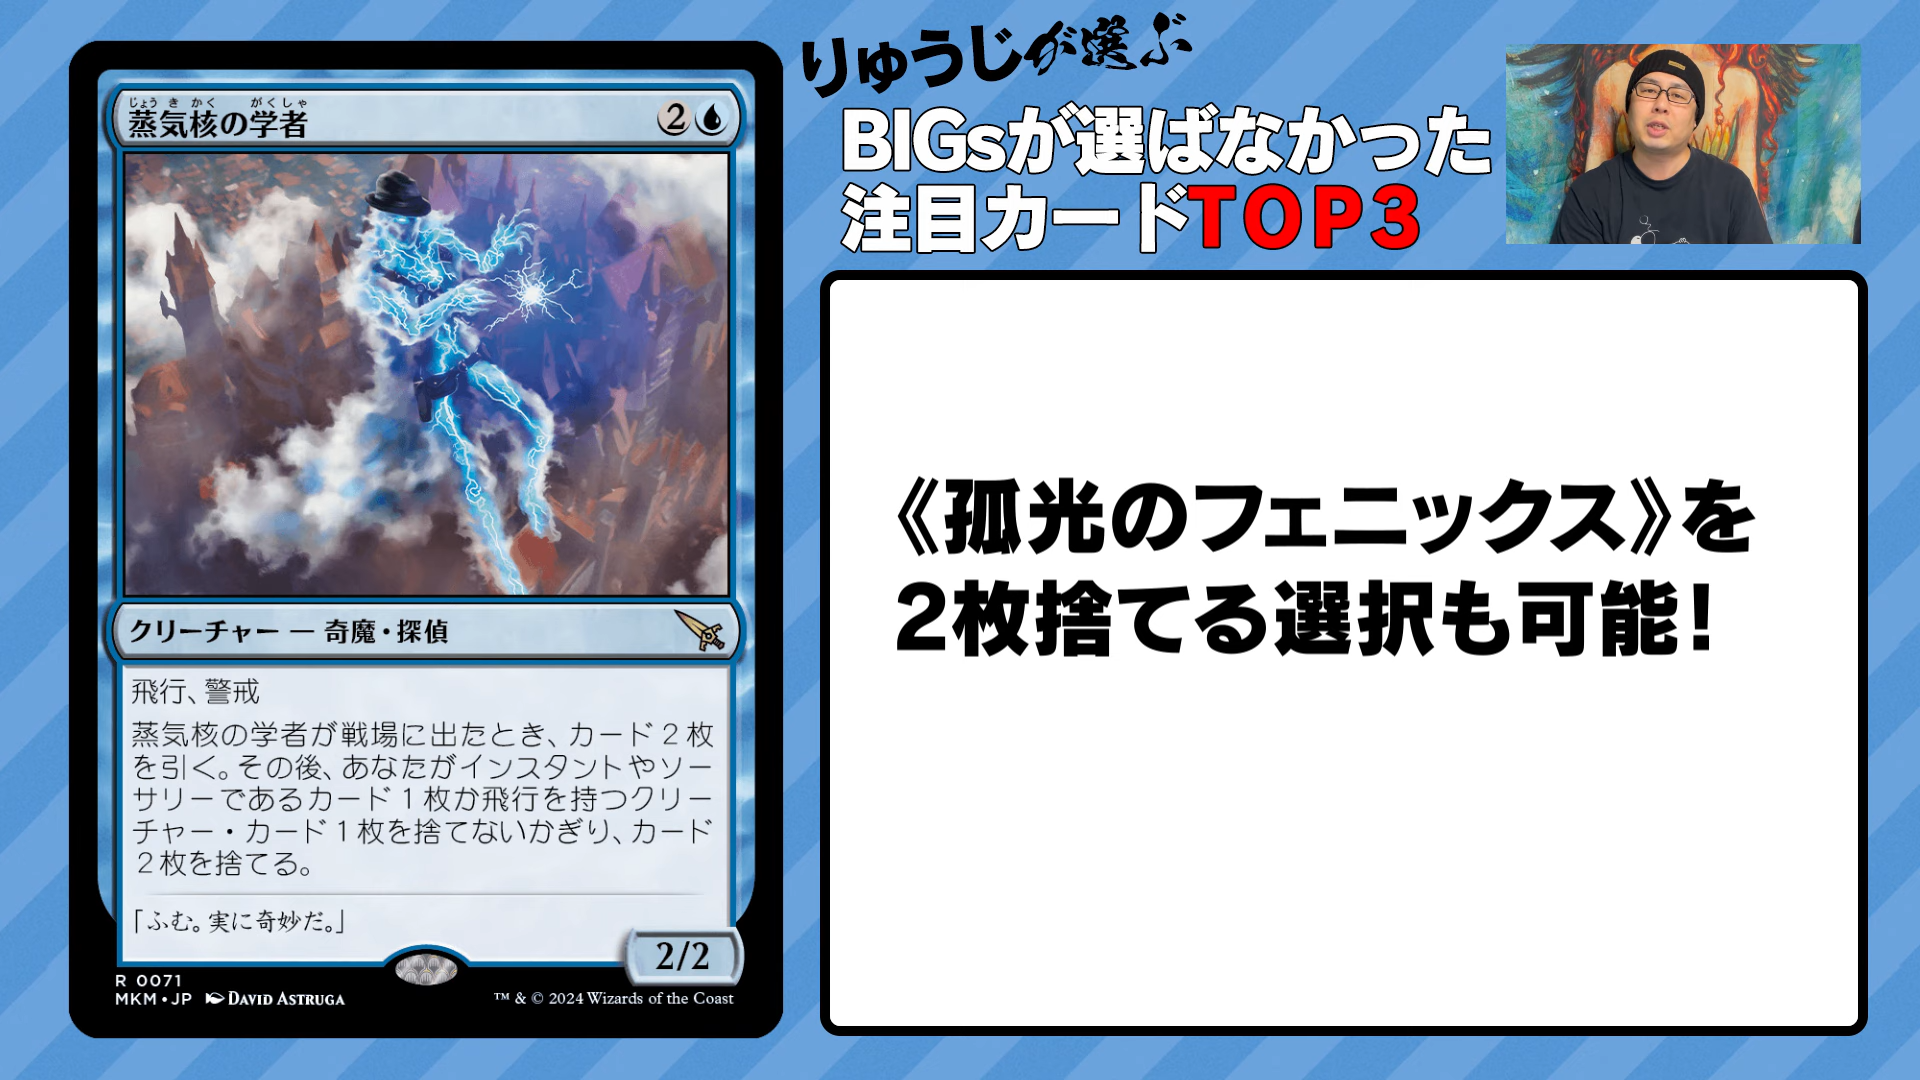 じょうきかく がくしゃ
蒸気核の学者
2
クリーチャー — 奇魔・探偵
飛行、警戒
蒸気核の学者が戦場に出たとき、カード２枚
を引く。その後、あなたがインスタントやソー
サリーであるカード１枚か飛行を持つクリー
チャー・カード１枚を捨てないかぎり、カード
２枚を捨てる。
「ふむ。実に奇妙だ。」
2/2
R 0071
MKM • JP DAVID ASTRUGA
™ & © 2024 Wizards of the Coast
りゅうじが選ぶ
BIGsが選ばなかった
注目カードTOP3
《孤光のフェニックス》を
2枚捨てる選択も可能！